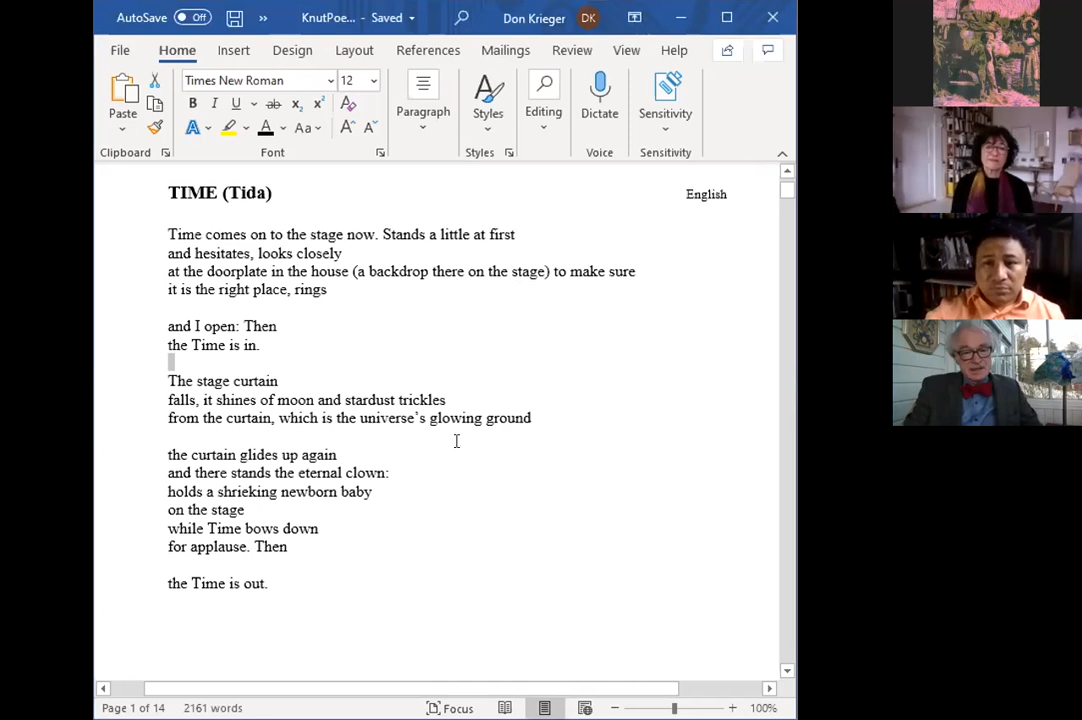 AutoSave Off KnutPoe... - Saved Don Krieger DK
File Home Insert Design Layout References Mailings Review View Help
Times New Roman 12
Paste B I U ab x₂ x² A Aa A A Paragraph Styles Editing Dictate Sensitivity
Clipboard Font Styles Voice Sensitivity
TIME (Tida) English
Time comes on to the stage now. Stands a little at first
and hesitates, looks closely
at the doorplate in the house (a backdrop there on the stage) to make sure
it is the right place, rings
and I open: Then
the Time is in.
The stage curtain
falls, it shines of moon and stardust trickles
from the curtain, which is the universe’s glowing ground
the curtain glides up again
and there stands the eternal clown:
holds a shrieking newborn baby
on the stage
while Time bows down
for applause. Then
the Time is out.
Page 1 of 14 2161 words Focus 100%